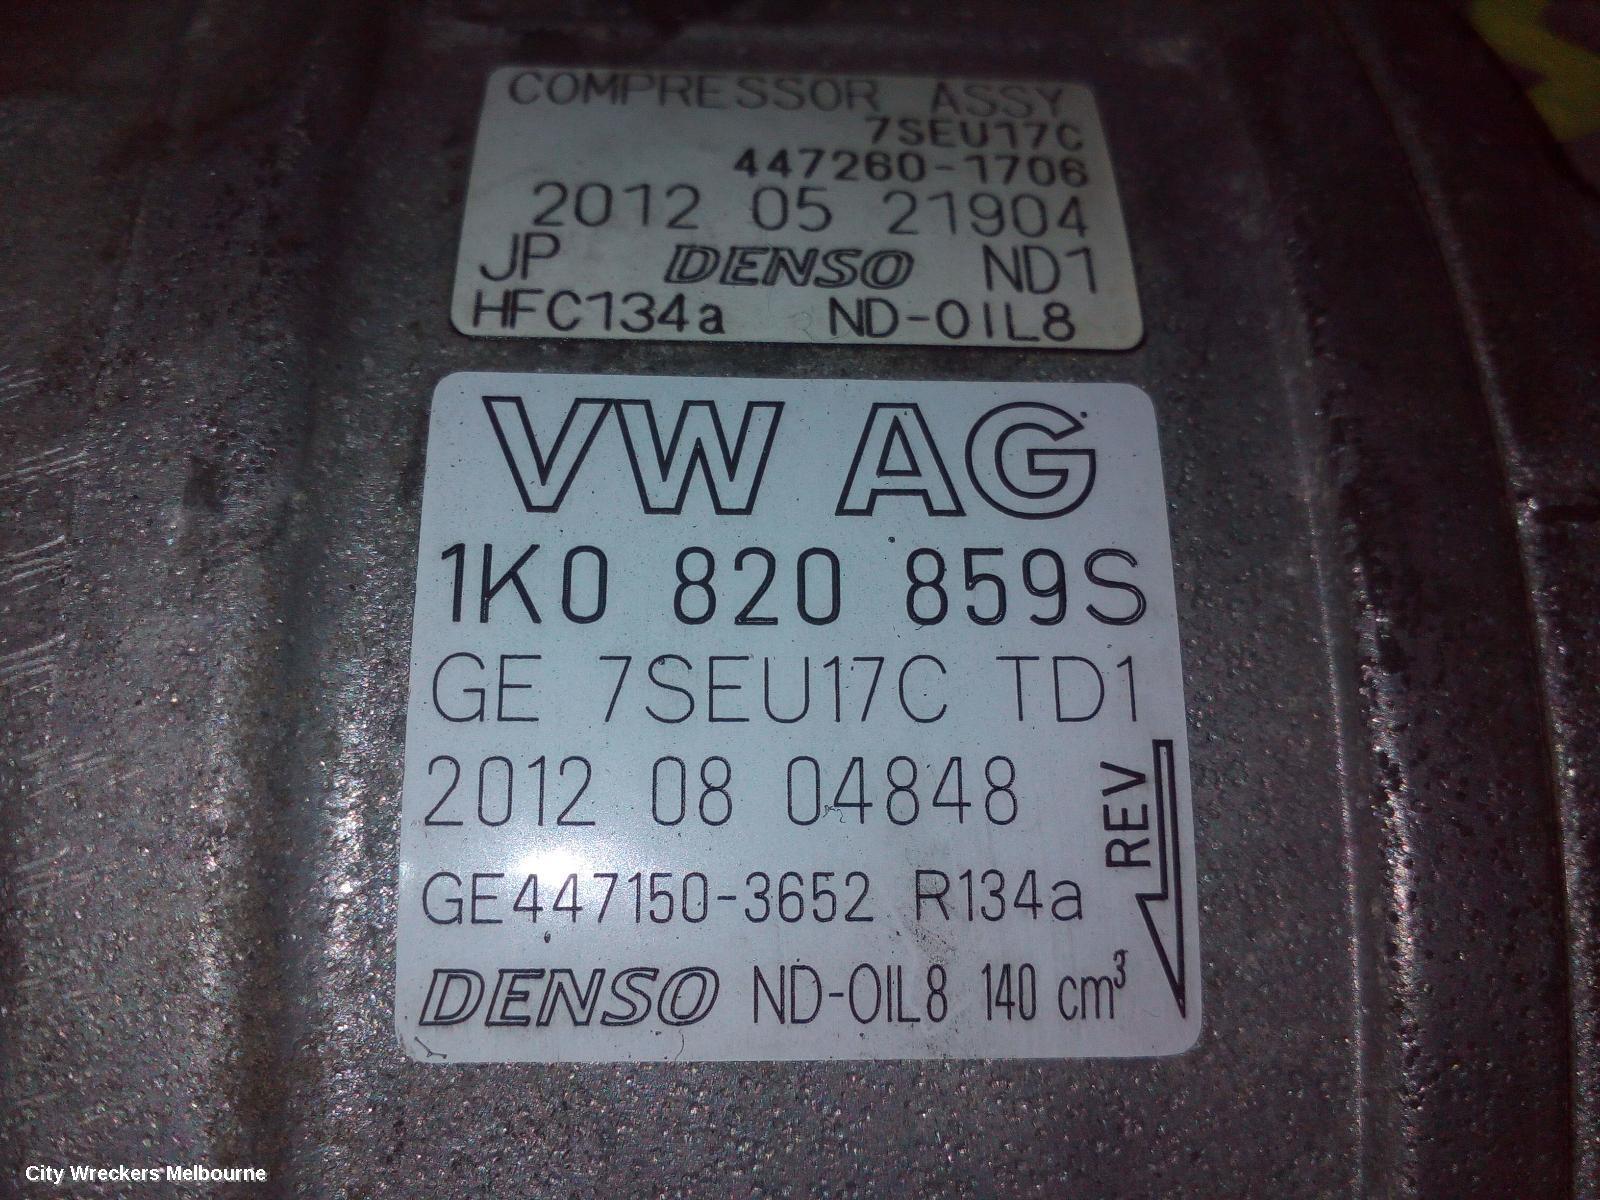 COMPRESSOR ASSY
7SEU17C
447260-1706
2012 05 21904
JP DENSO ND1
HFC134a ND-OIL8
VW AG
1K0 820 859S
GE 7SEU17C TD1
2012 08 04848
REV
GE447150-3652 R134a
DENSO ND-OIL8 140 cm³
City Wreckers Melbourne